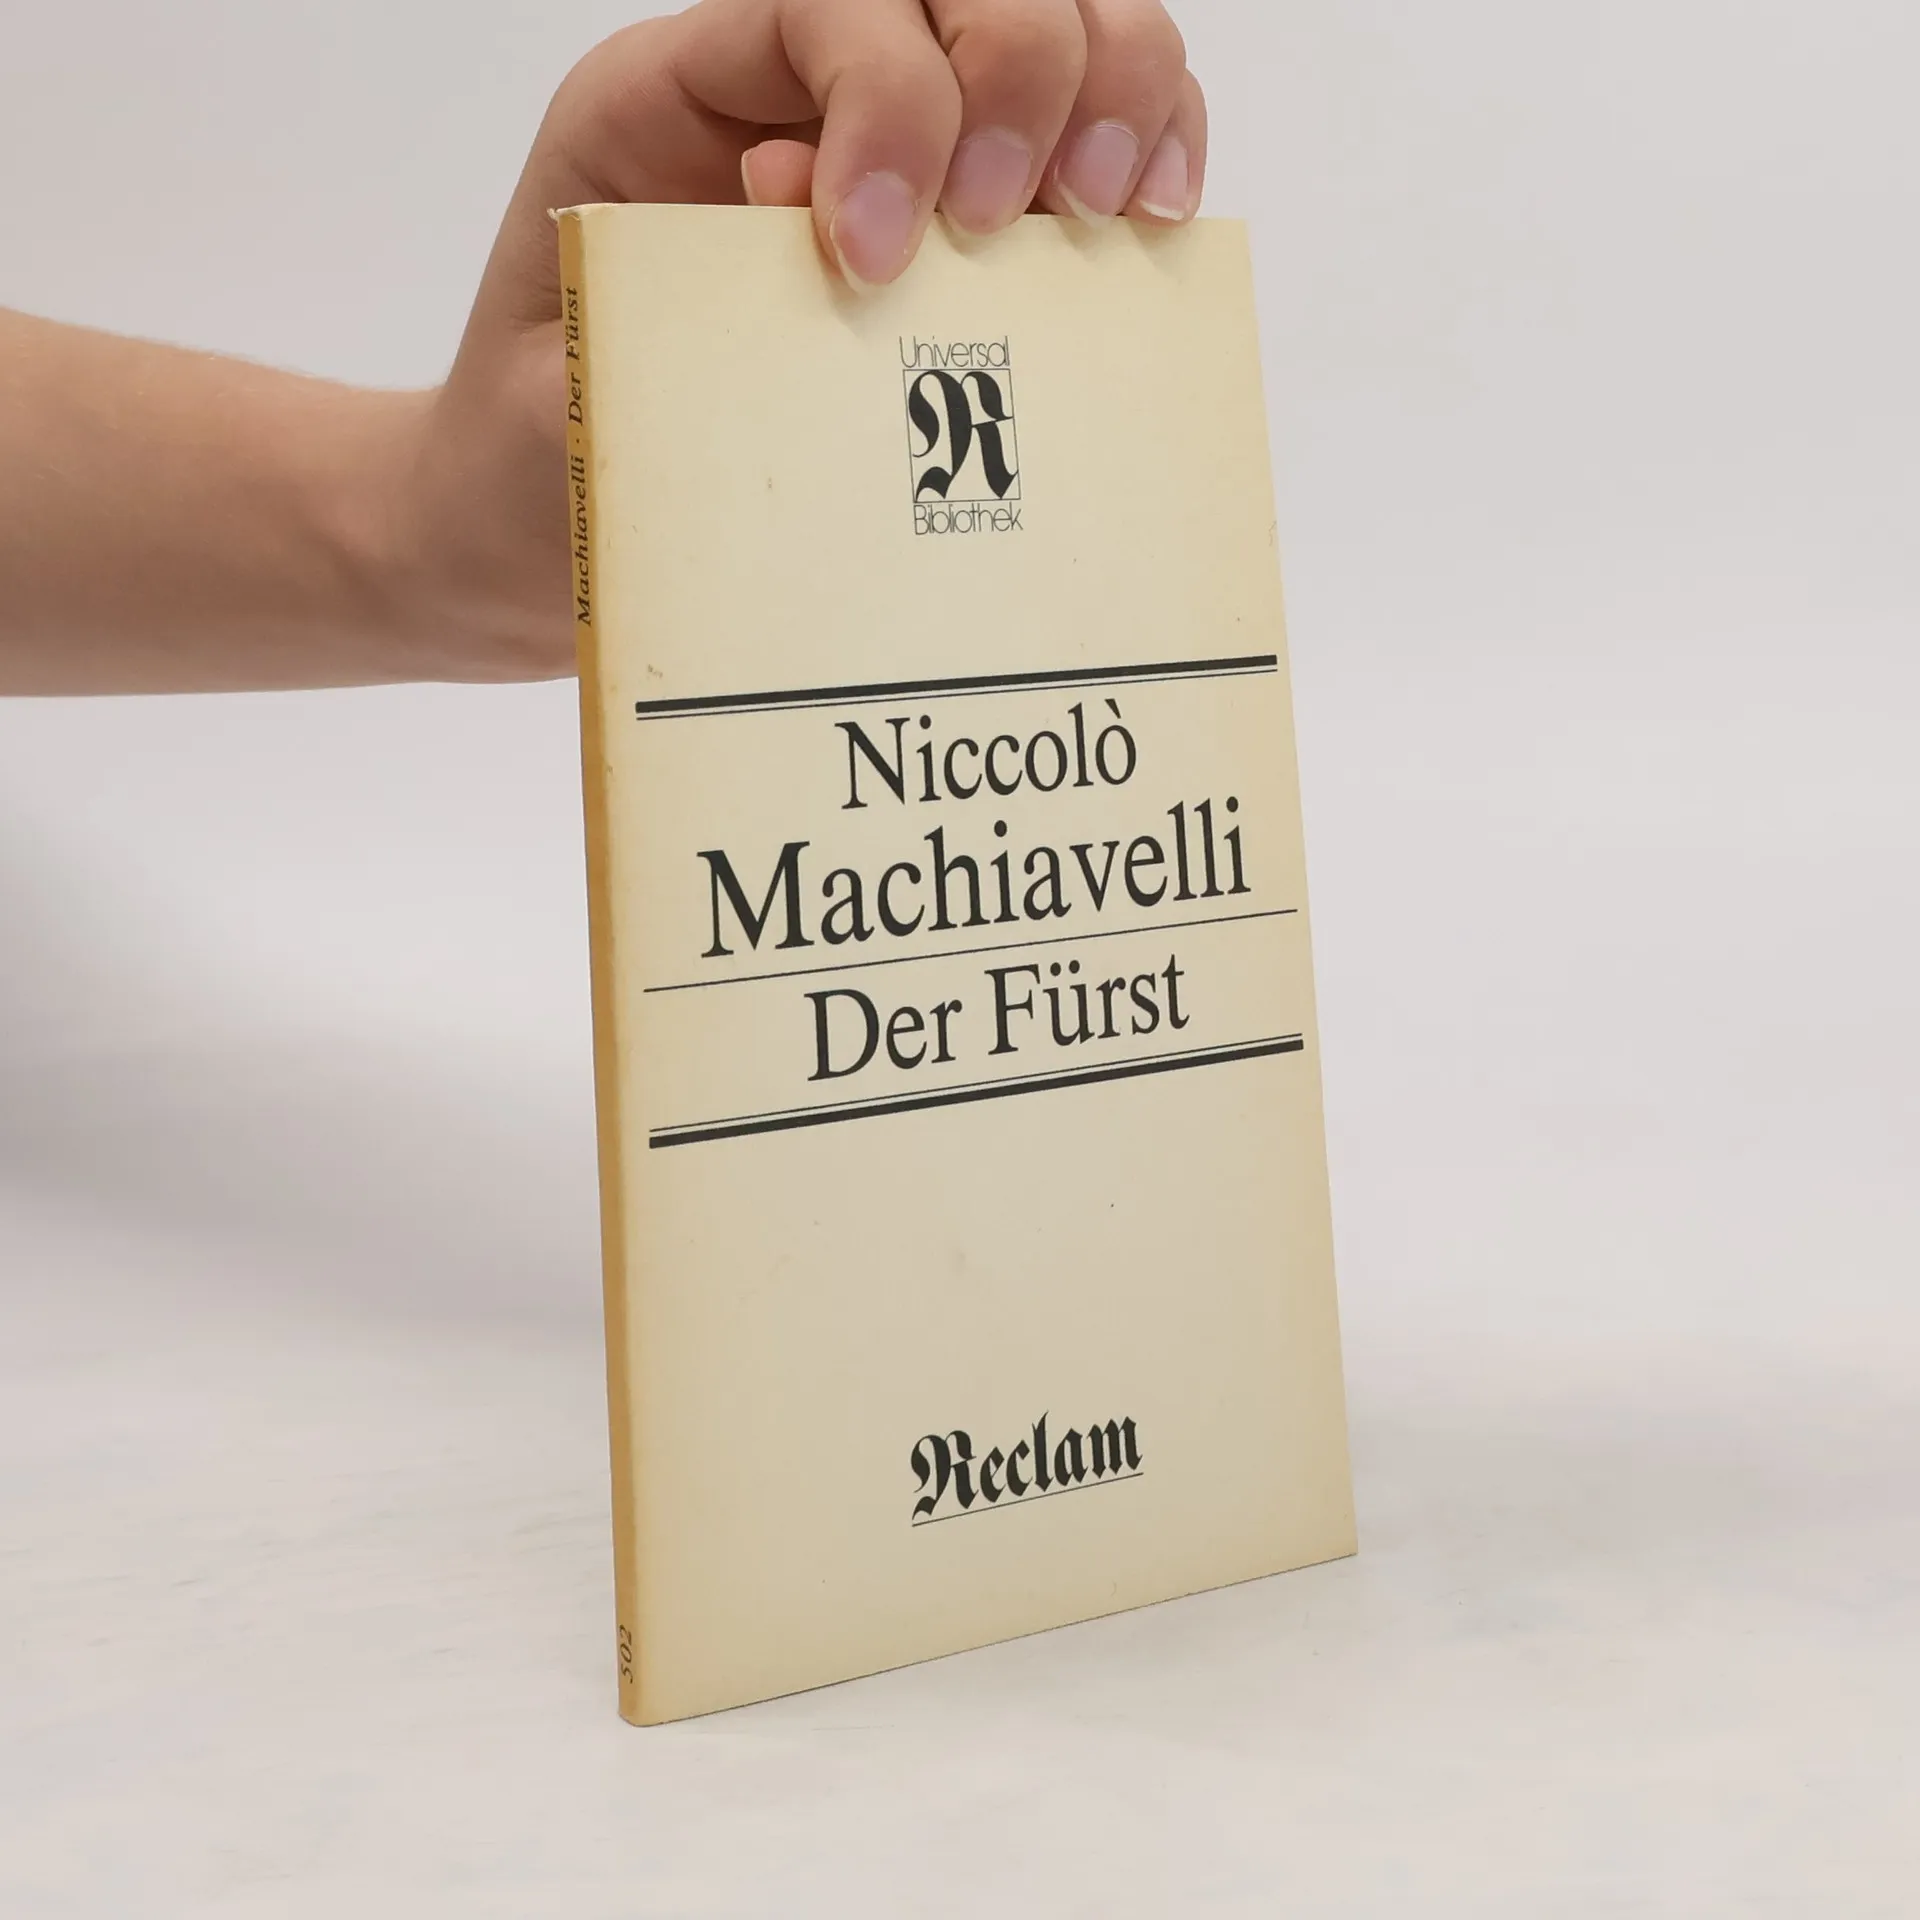 Universal
R
Bibliothek
Niccolò
Machiavelli
Der Fürst
Reclam
Machiavelli · Der Fürst
502